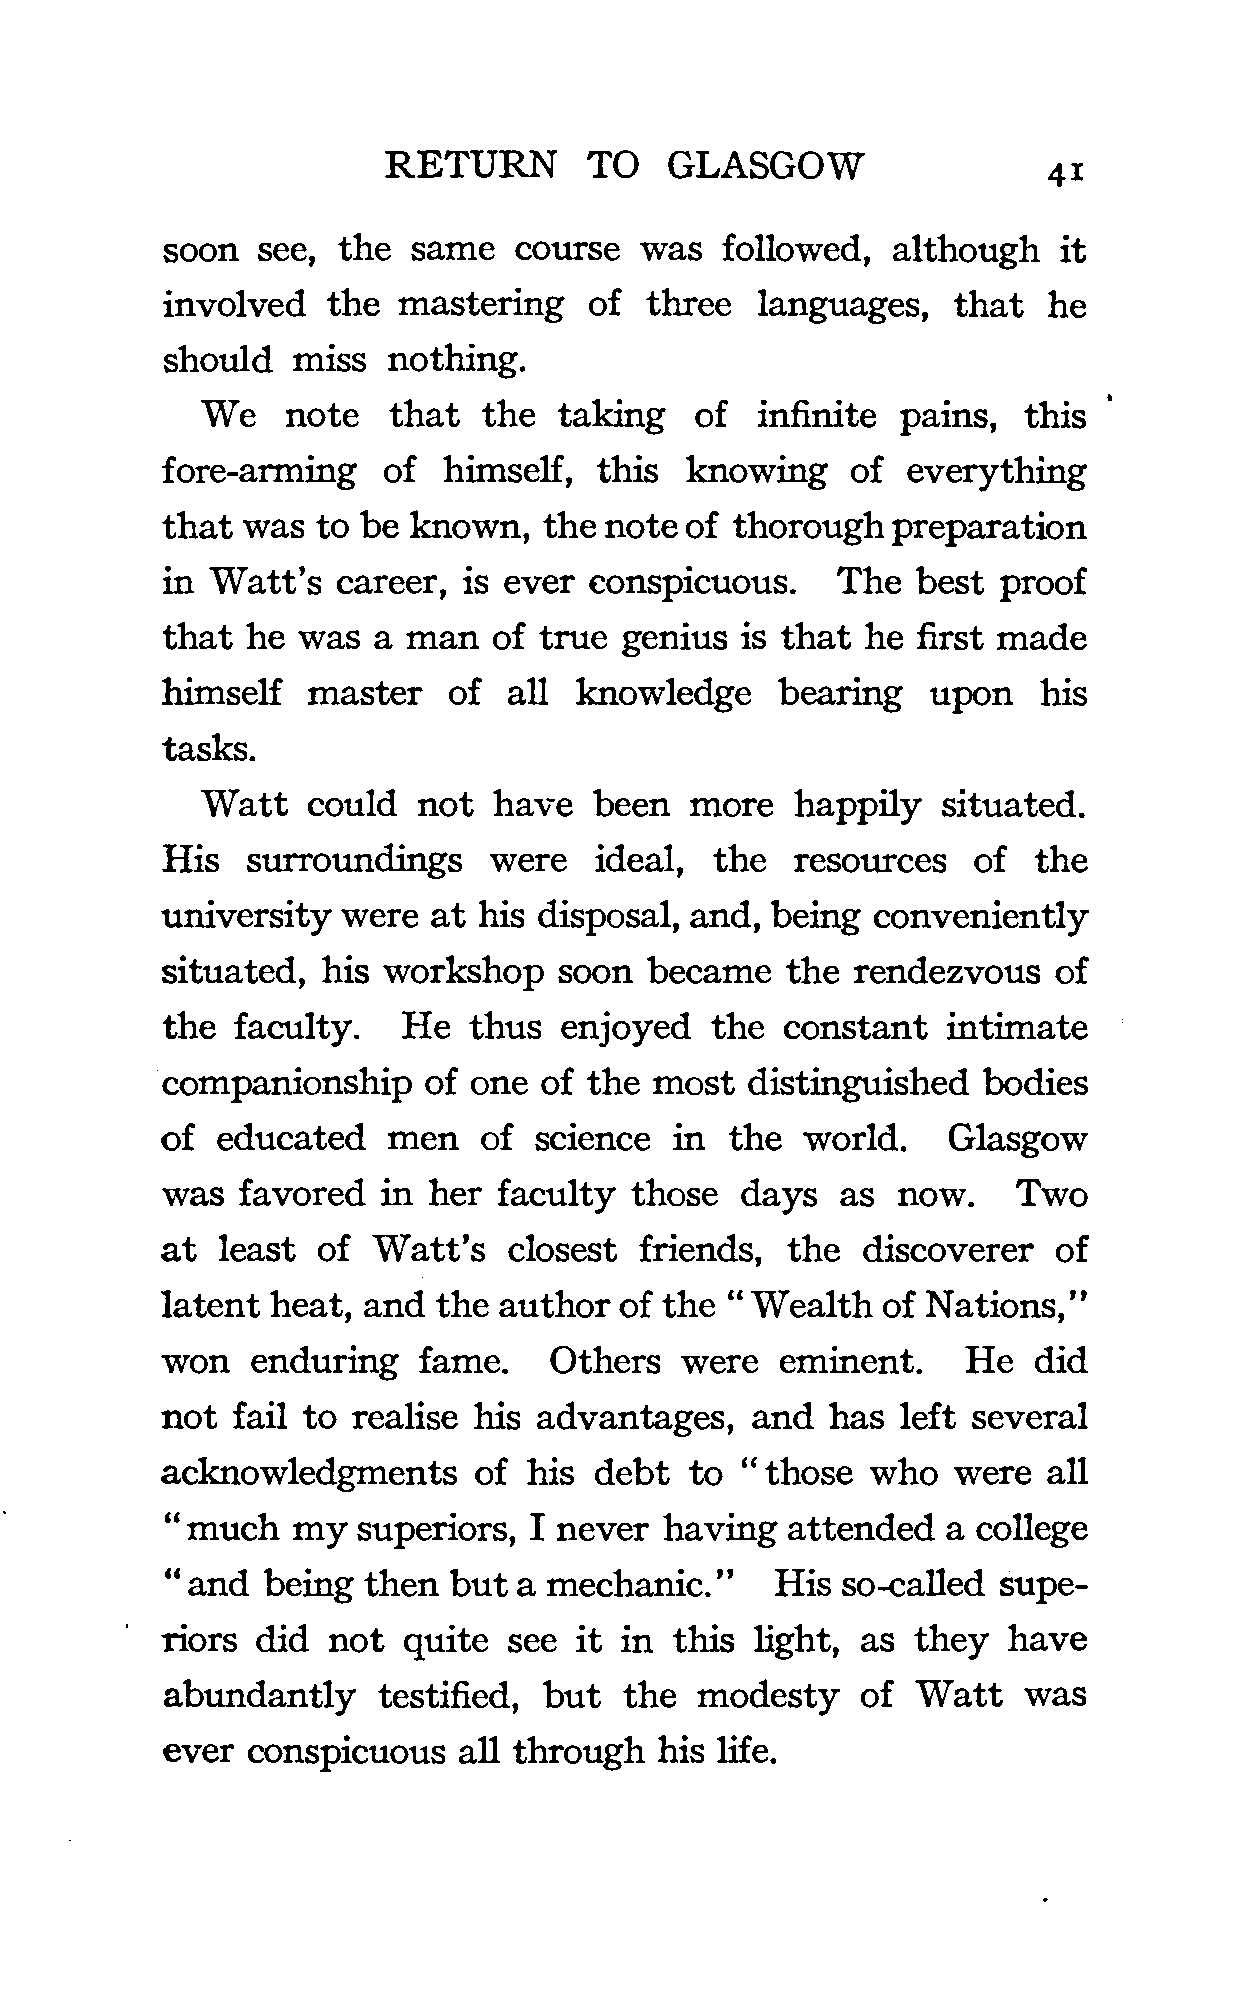 RETURN TO GLASGOW 41
soon see, the same course was followed, although it
involved the mastering of three languages, that he
should miss nothing.
We note that the taking of infinite pains, this
fore-arming of himself, this knowing of everything
that was to be known, the note of thorough preparation
in Watt's career, is ever conspicuous. The best proof
that he was a man of true genius is that he first made
himself master of all knowledge bearing upon his
tasks.
Watt could not have been more happily situated.
His surroundings were ideal, the resources of the
university were at his disposal, and, being conveniently
situated, his workshop soon became the rendezvous of
the faculty. He thus enjoyed the constant intimate
companionship of one of the most distinguished bodies
of educated men of science in the world. Glasgow
was favored in her faculty those days as now. Two
at least of Watt's closest friends, the discoverer of
latent heat, and the author of the "Wealth of Nations,"
won enduring fame. Others were eminent. He did
not fail to realise his advantages, and has left several
acknowledgments of his debt to "those who were all
"much my superiors, I never having attended a college
"and being then but a mechanic." His so-called supe-
riors did not quite see it in this light, as they have
abundantly testified, but the modesty of Watt was
ever conspicuous all through his life.